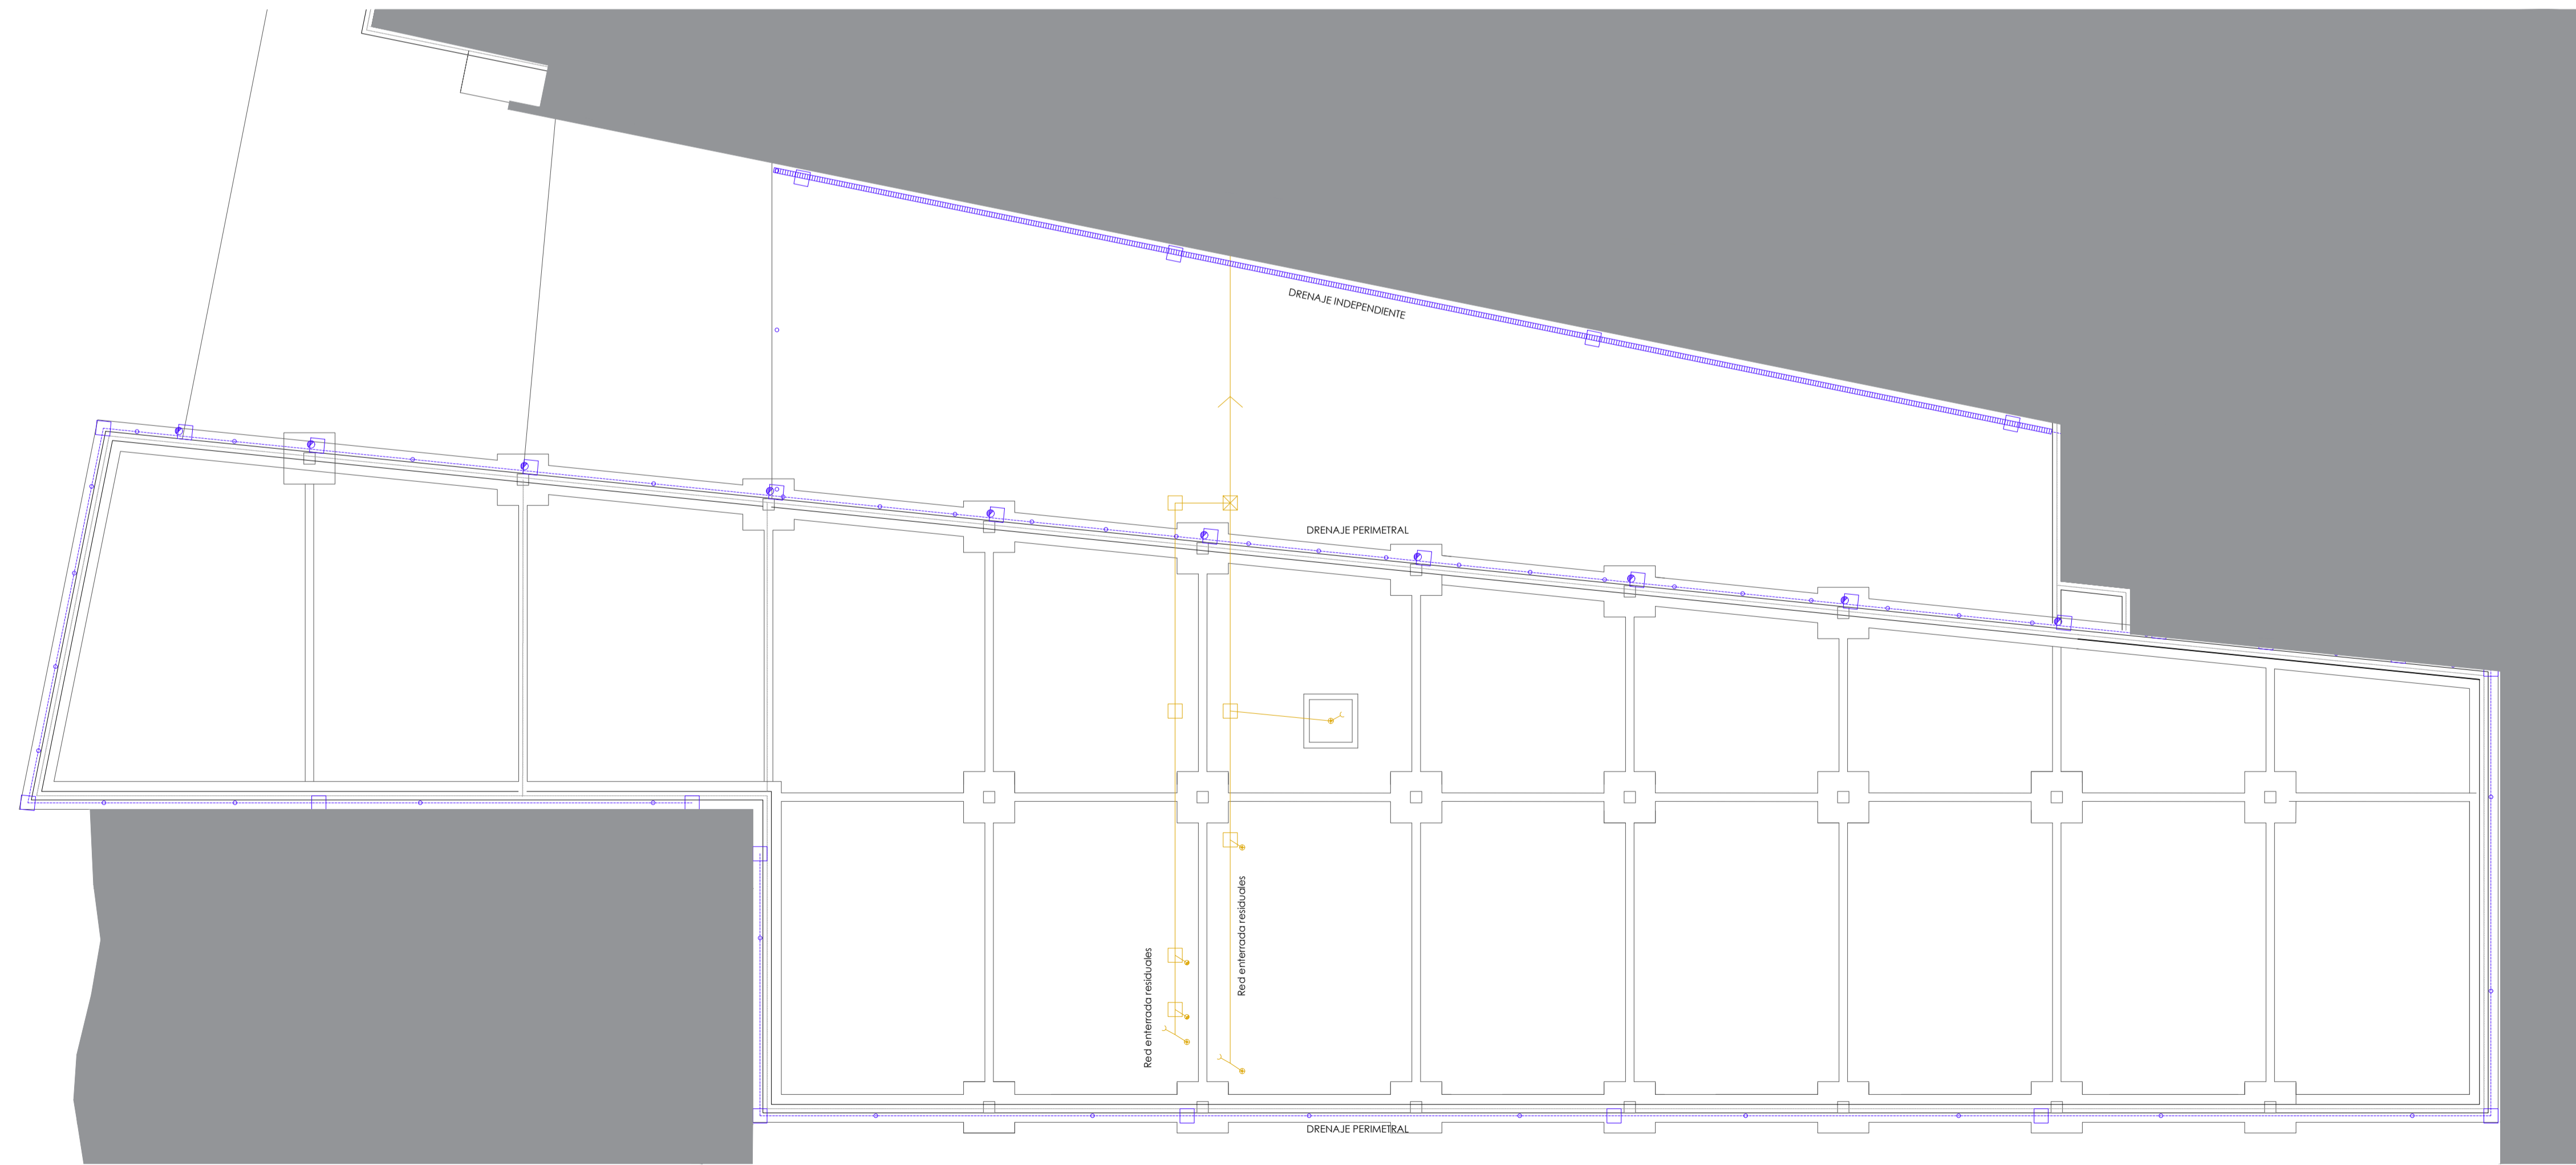 DRENAJE INDEPENDIENTE
DRENAJE PERIMETRAL
Red enterrada residuales
Red enterrada residuales
DRENAJE PERIMETRAL